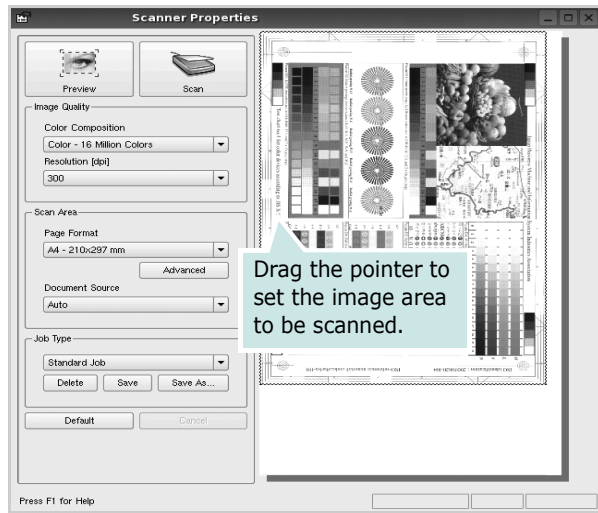 Scanner Properties
Preview
Scan
Image Quality
Color Composition
Color - 16 Million Colors
Resolution [dpi]
300
Scan Area
Page Format
A4 - 210x297 mm
Advanced
Document Source
Auto
Job Type
Standard Job
Delete
Save
Save As...
Default
Cancel
Drag the pointer to
set the image area
to be scanned.
Press F1 for Help